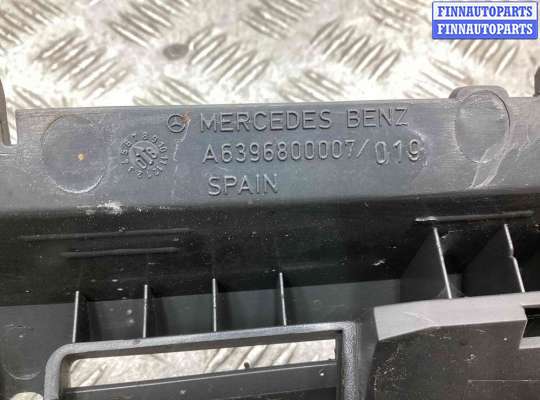 FINNAUTOPARTS
FINNAUTOPARTS
MERCEDES BENZ
A6396800007/019
SPAIN